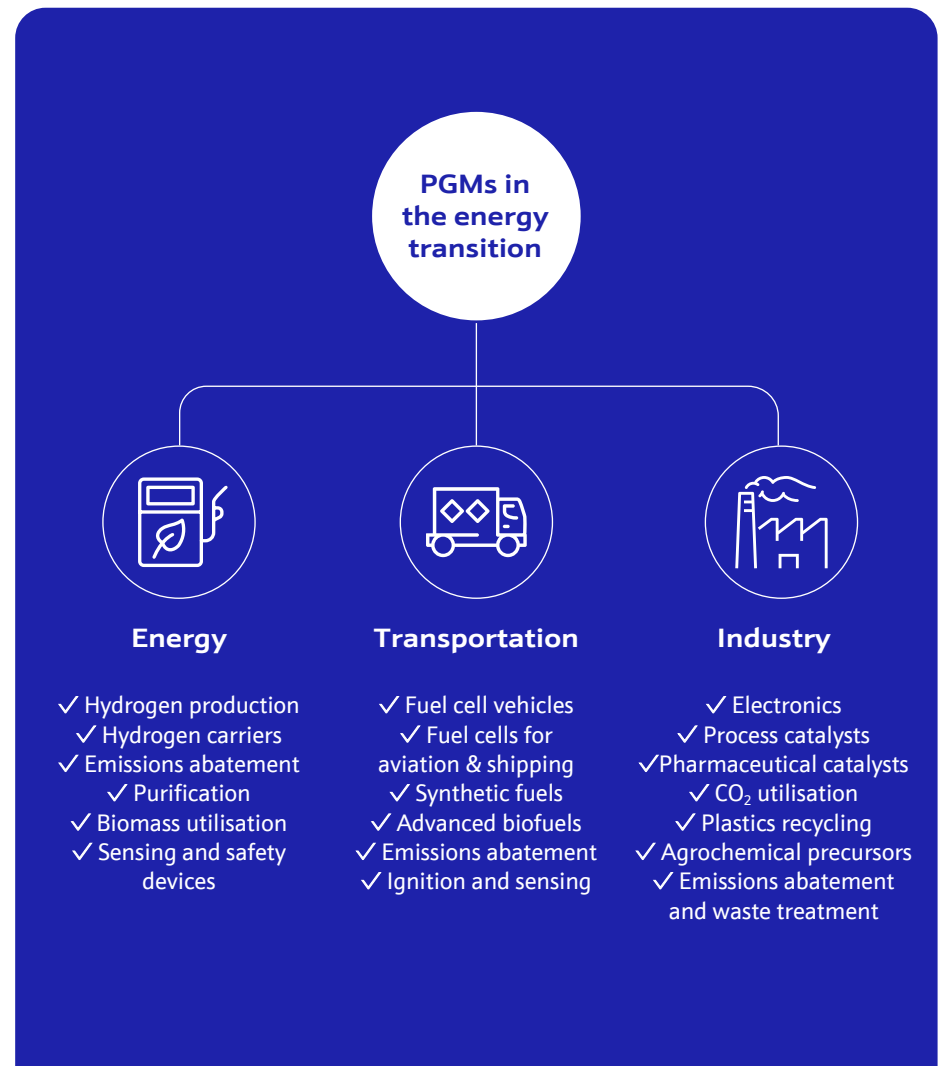 PGMs in
the energy
transition
Energy
✓ Hydrogen production
✓ Hydrogen carriers
✓ Emissions abatement
✓ Purification
✓ Biomass utilisation
✓ Sensing and safety
devices
Transportation
✓ Fuel cell vehicles
✓ Fuel cells for
aviation & shipping
✓ Synthetic fuels
✓ Advanced biofuels
✓ Emissions abatement
✓ Ignition and sensing
Industry
✓ Electronics
✓ Process catalysts
✓Pharmaceutical catalysts
✓ CO₂ utilisation
✓ Plastics recycling
✓ Agrochemical precursors
✓ Emissions abatement
and waste treatment